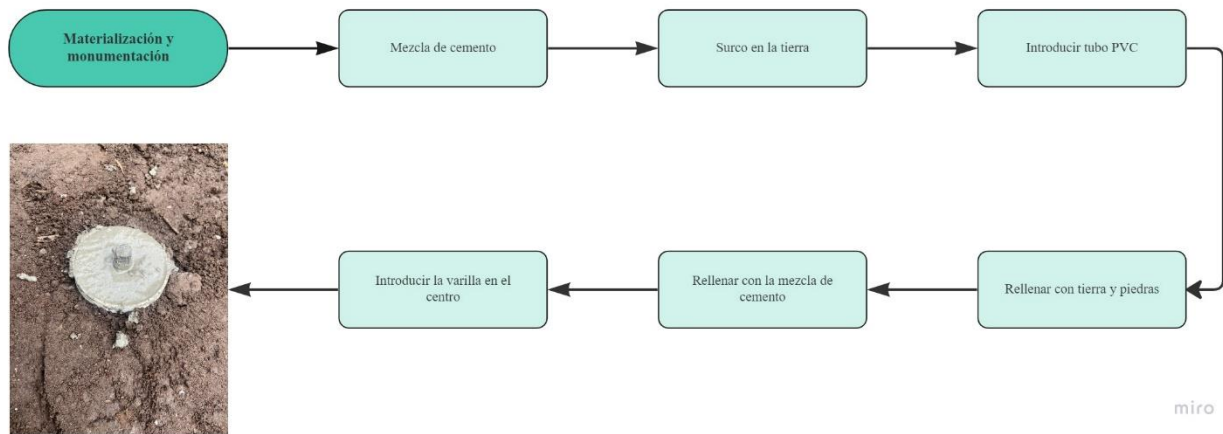 Materialización y
monumentación
Mezcla de cemento
Surco en la tierra
Introducir tubo PVC
Rellenar con tierra y piedras
Rellenar con la mezcla de
cemento
Introducir la varilla en el
centro
miro